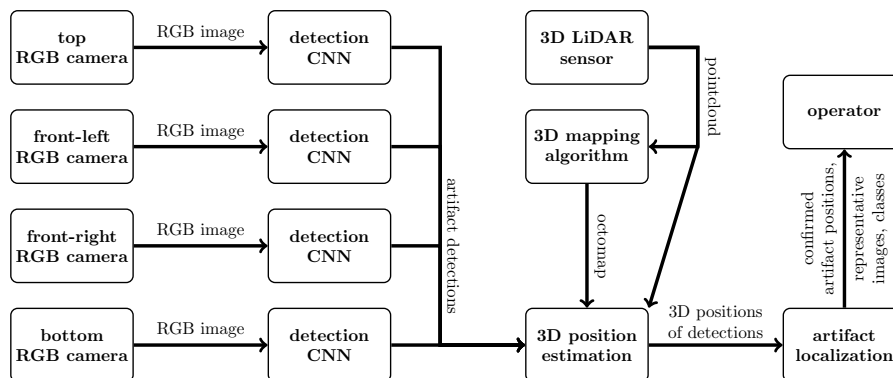 top
RGB camera
RGB image
detection
CNN
front-left
RGB camera
RGB image
detection
CNN
front-right
RGB camera
RGB image
detection
CNN
bottom
RGB camera
RGB image
detection
CNN
artifact detections
3D LiDAR
sensor
pointcloud
3D mapping
algorithm
octomap
3D position
estimation
3D positions
of detections
artifact
localization
confirmed
artifact positions,
representative
images, classes
operator